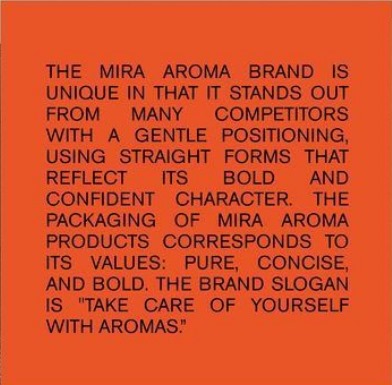 THE MIRA AROMA BRAND IS
UNIQUE IN THAT IT STANDS OUT
FROM MANY COMPETITORS
WITH A GENTLE POSITIONING,
USING STRAIGHT FORMS THAT
REFLECT ITS BOLD AND
CONFIDENT CHARACTER. THE
PACKAGING OF MIRA AROMA
PRODUCTS CORRESPONDS TO
ITS VALUES: PURE, CONCISE,
AND BOLD. THE BRAND SLOGAN
IS "TAKE CARE OF YOURSELF
WITH AROMAS."